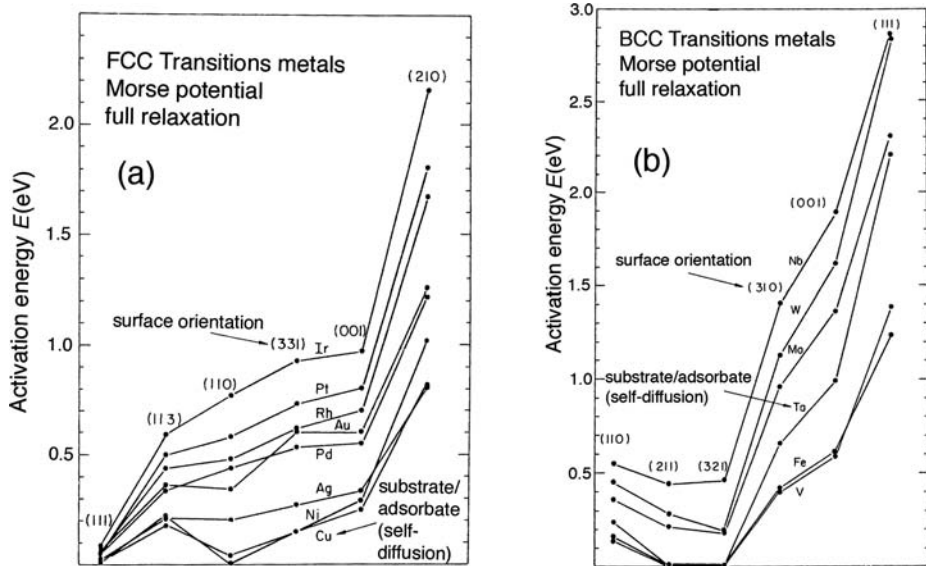 FCC Transitions metals
Morse potential
full relaxation
(a)
Activation energy E(eV)
2.0
1.5
1.0
0.5
(111)
(113)
(110)
surface orientation
(331)
(001)
(210)
Ir
Pt
Rh
Au
Pd
Ag
Ni
Cu
substrate/
adsorbate
(self-
diffusion)
BCC Transitions metals
Morse potential
full relaxation
(b)
Activation energy E(eV)
3.0
2.5
2.0
1.5
1.0
0.5
(110)
(211)
(321)
surface orientation
(310)
(001)
(111)
Nb
W
Mo
substrate/adsorbate
(self-diffusion)
Ta
Fe
V